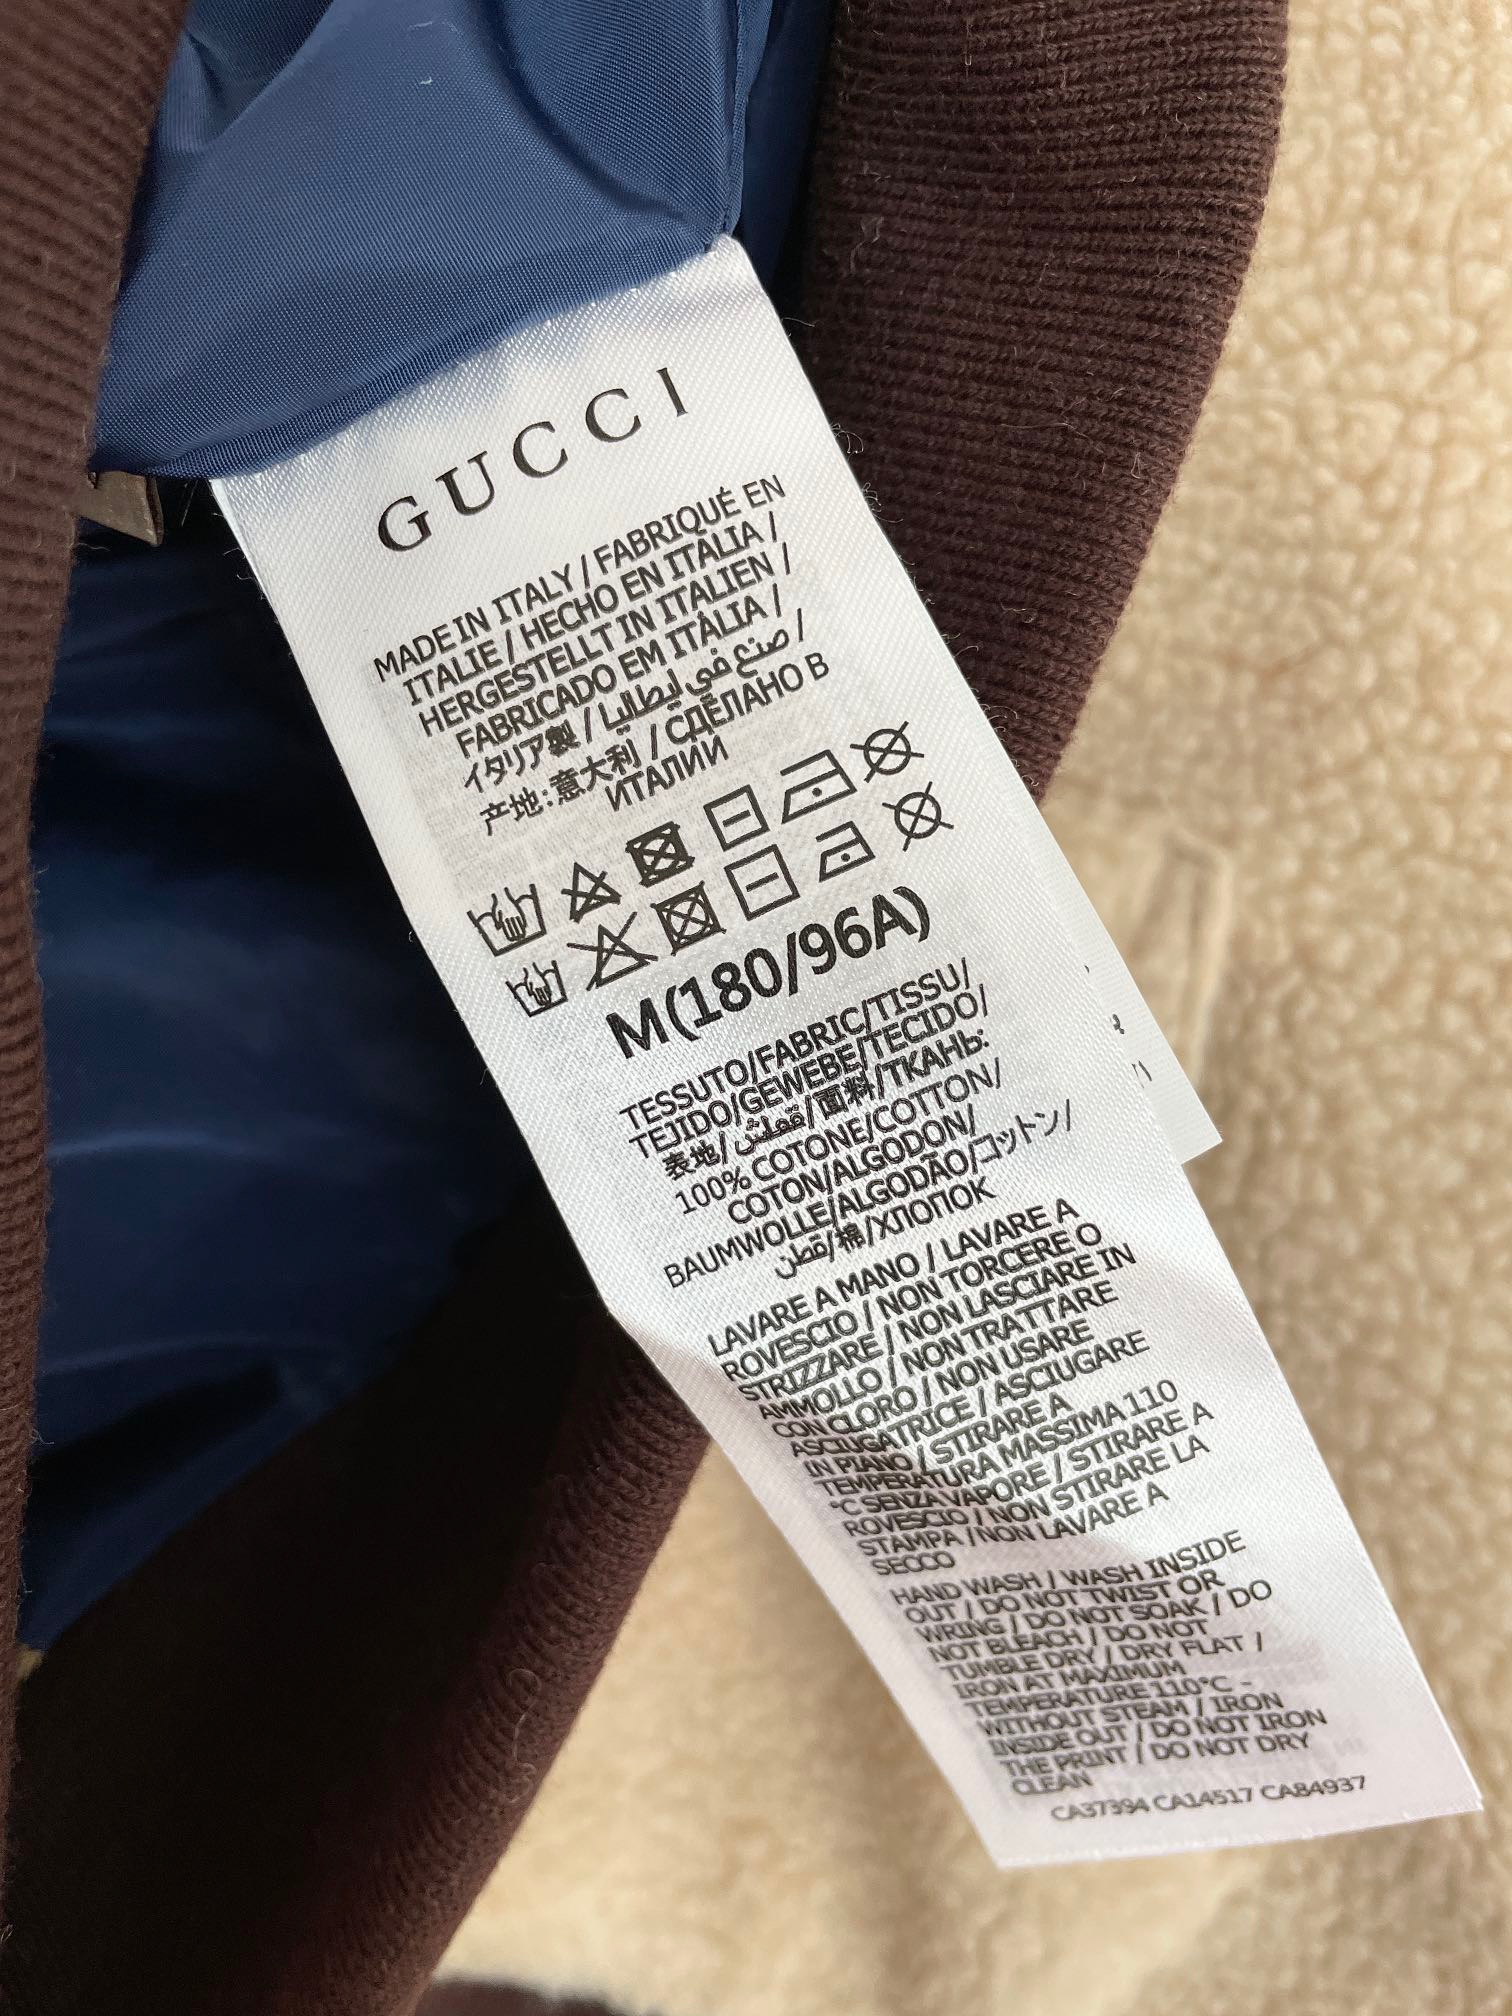 GUCCI
MADE IN ITALY / FABRIQUÉ EN
ITALIE / HECHO EN ITALIA /
HERGESTELLT IN ITALIEN /
FABRICADO EM ITÁLIA /
イタリア製 / صنع في إيطاليا /
产地:意大利 / СДЕЛАНО В
ИТАЛИИ
M(180/96A)
TESSUTO/FABRIC/TISSU/
TEJIDO/GEWEBE/TECIDO/
表地/قماش/面料/ТКАНЬ:
100% COTONE/COTTON/
COTON/ALGODON/
BAUMWOLLE/ALGODÃO/コットン/
قطن/棉/ХЛОПОК
LAVARE A MANO / LAVARE A
ROVESCIO / NON TORCERE O
STRIZZARE / NON LASCIARE IN
AMMOLLO / NON TRATTARE
CON CLORO / NON USARE
ASCIUGATRICE / ASCIUGARE
IN PIANO / STIRARE A
TEMPERATURA MASSIMA 110
°C SENZA VAPORE / STIRARE A
ROVESCIO / NON STIRARE LA
STAMPA / NON LAVARE A
SECCO
HAND WASH / WASH INSIDE
OUT / DO NOT TWIST OR
WRING / DO NOT SOAK / DO
NOT BLEACH / DO NOT
TUMBLE DRY / DRY FLAT /
IRON AT MAXIMUM
TEMPERATURE 110°C -
WITHOUT STEAM / IRON
INSIDE OUT / DO NOT IRON
THE PRINT / DO NOT DRY
CLEAN
CA37394 CA14517 CA84937